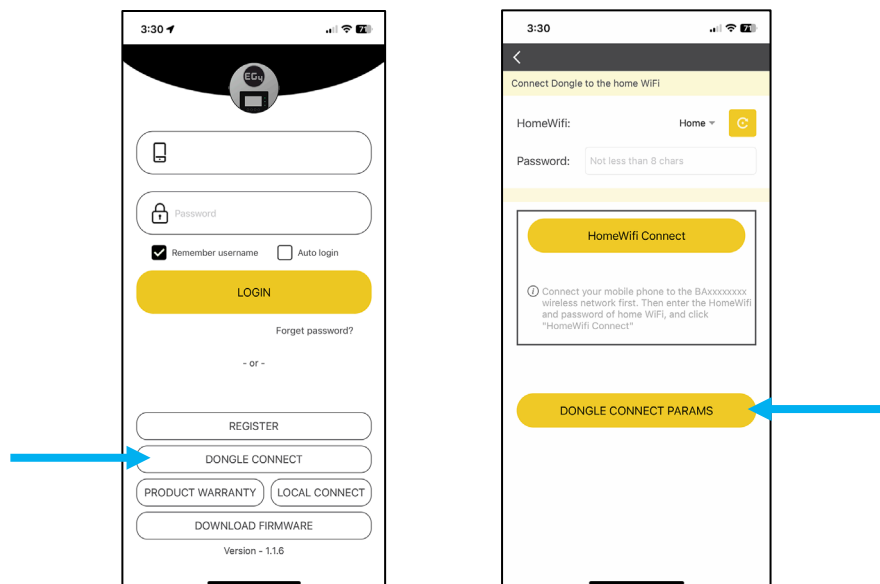 3:30
71
EG4
Password
Remember username
Auto login
LOGIN
Forget password?
- or -
REGISTER
DONGLE CONNECT
PRODUCT WARRANTY
LOCAL CONNECT
DOWNLOAD FIRMWARE
Version - 1.1.6
3:30
71
Connect Dongle to the home WiFi
HomeWifi:
Home
Password:
Not less than 8 chars
HomeWifi Connect
Connect your mobile phone to the BAxxxxxxxx
wireless network first. Then enter the HomeWifi
and password of home WiFi, and click
"HomeWifi Connect"
DONGLE CONNECT PARAMS